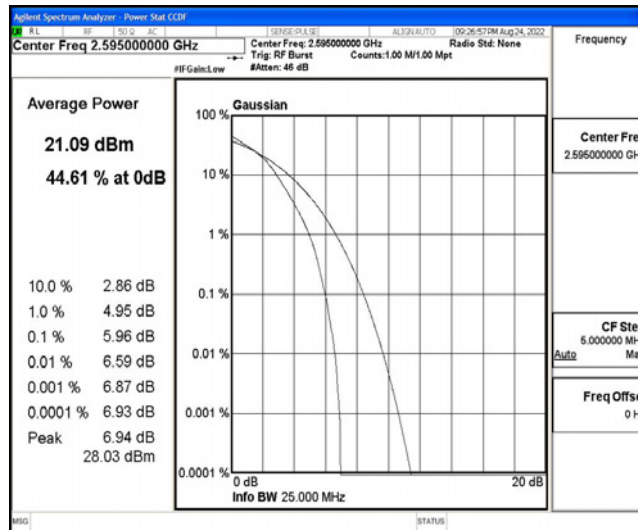 Agilent Spectrum Analyzer - Power Stat CCDF
RL RF 50 Ω AC SENSE:PULSE ALIGN AUTO 09:26:57 PM Aug 24, 2022
Center Freq 2.595000000 GHz
Center Freq: 2.595000000 GHz Radio Std: None
Trig: RF Burst Counts:1.00 M/1.00 Mpt
#IFGain:Low #Atten: 46 dB
Frequency
Average Power
21.09 dBm
44.61 % at 0dB
10.0 % 2.86 dB
1.0 % 4.95 dB
0.1 % 5.96 dB
0.01 % 6.59 dB
0.001 % 6.87 dB
0.0001 % 6.93 dB
Peak 6.94 dB
28.03 dBm
Gaussian
100 %
10 %
1 %
0.1 %
0.01 %
0.001 %
0.0001 %
0 dB 20 dB
Info BW 25.000 MHz
Center Fre
2.595000000 GH
CF Ste
5.000000 MH
Auto Ma
Freq Offs
0 H
MSG STATUS